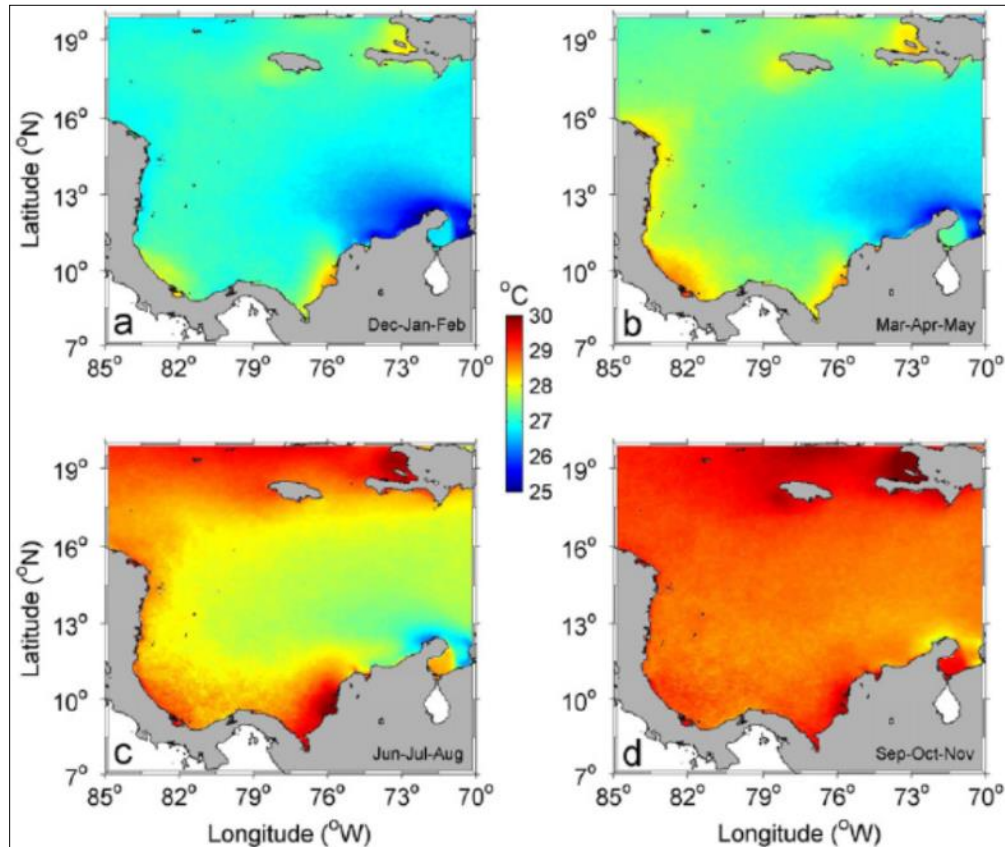 19°
16°
13°
10°
7°
Latitude (°N)
a
Dec-Jan-Feb
85° 82° 79° 76° 73° 70°
19°
16°
13°
10°
7°
Latitude (°N)
b
Mar-Apr-May
85° 82° 79° 76° 73° 70°
°C
30
29
28
27
26
25
19°
16°
13°
10°
7°
Latitude (°N)
c
Jun-Jul-Aug
85° 82° 79° 76° 73° 70°
Longitude (°W)
19°
16°
13°
10°
7°
Latitude (°N)
d
Sep-Oct-Nov
85° 82° 79° 76° 73° 70°
Longitude (°W)